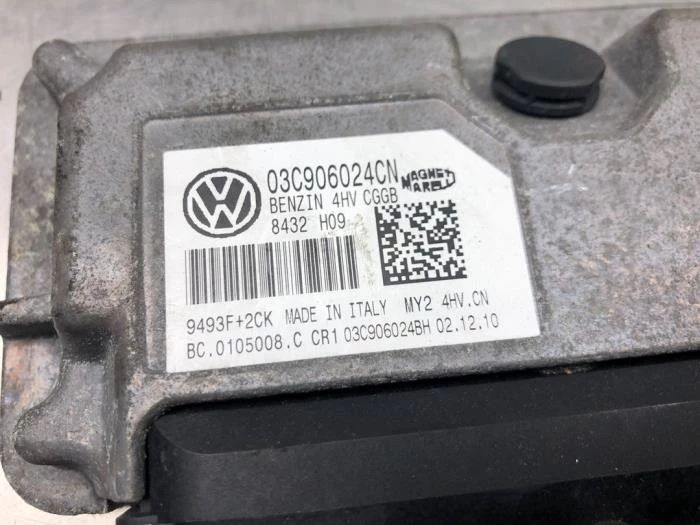 03C906024CN MAGNETI MARELLI
BENZIN 4HV CGGB
8432 H09
9493F+2CK MADE IN ITALY MY2 4HV.CN
BC.0105008.C CR1 03C906024BH 02.12.10